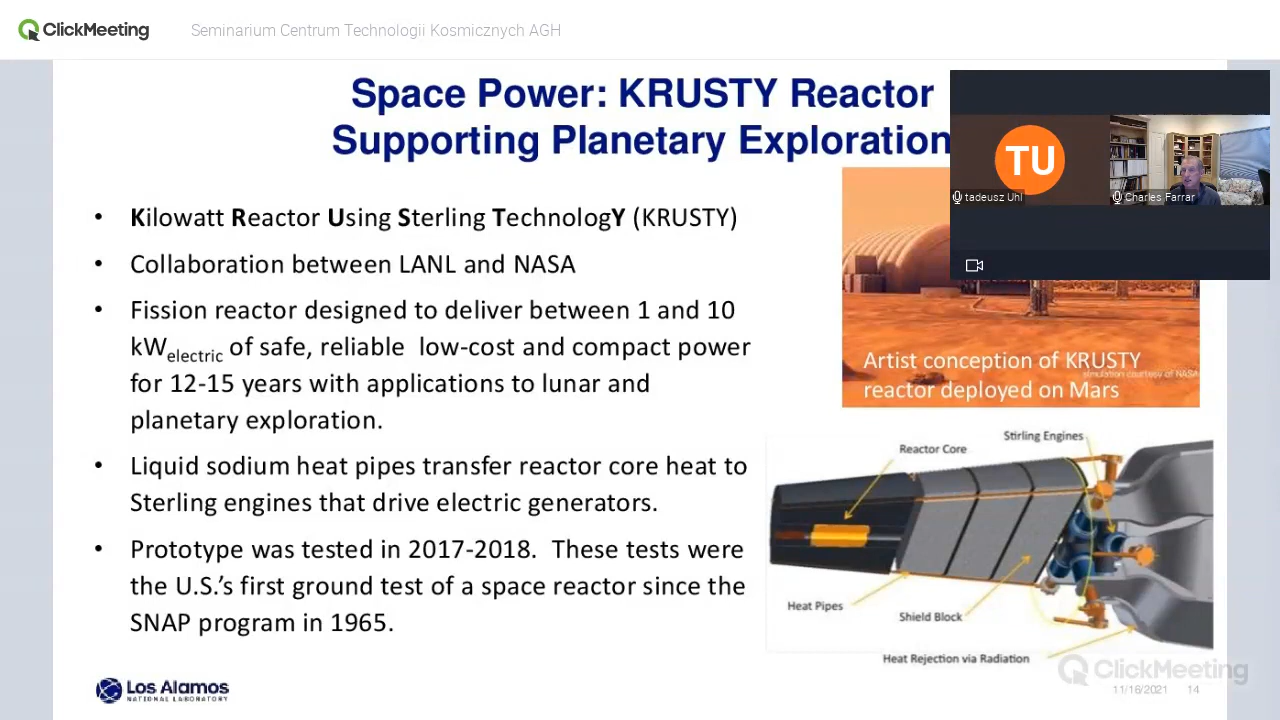 ClickMeeting
Seminarium Centrum Technologii Kosmicznych AGH
Space Power: KRUSTY Reactor
Supporting Planetary Exploration
TU
tadeusz Uhl
Charles Farrar
• Kilowatt Reactor Using Sterling TechnologY (KRUSTY)
• Collaboration between LANL and NASA
• Fission reactor designed to deliver between 1 and 10
kWelectric of safe, reliable low-cost and compact power
for 12-15 years with applications to lunar and
planetary exploration.
• Liquid sodium heat pipes transfer reactor core heat to
Sterling engines that drive electric generators.
• Prototype was tested in 2017-2018. These tests were
the U.S.’s first ground test of a space reactor since the
SNAP program in 1965.
Artist conception of KRUSTY
simulation courtesy of NASA
reactor deployed on Mars
Stirling Engines
Reactor Core
Heat Pipes
Shield Block
Heat Rejection via Radiation
Los Alamos
NATIONAL LABORATORY
ClickMeeting
11/16/2021 14